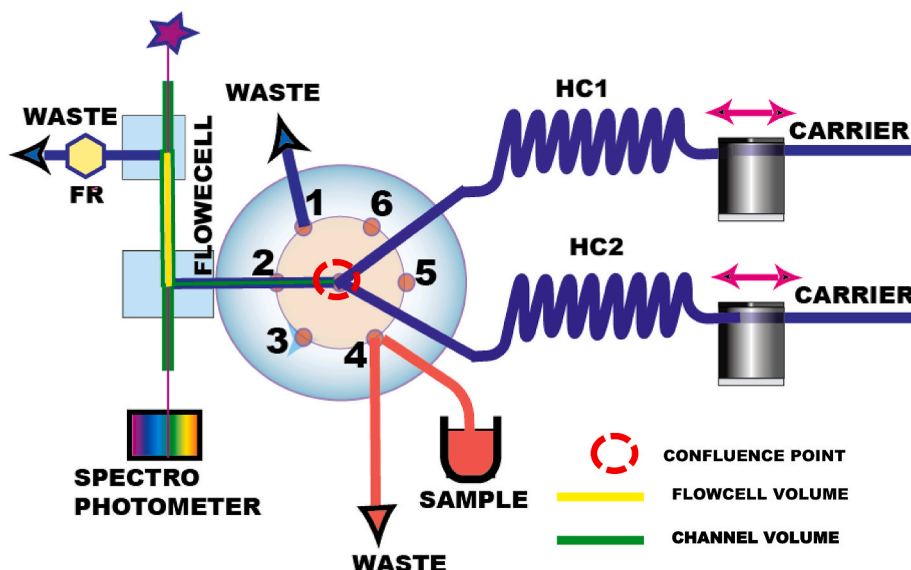 HC1
WASTE
CARRIER
WASTE
FR
FLOWECELL
1
6
2
5
3
4
HC2
CARRIER
SPECTRO
PHOTOMETER
SAMPLE
WASTE
CONFLUENCE POINT
FLOWCELL VOLUME
CHANNEL VOLUME